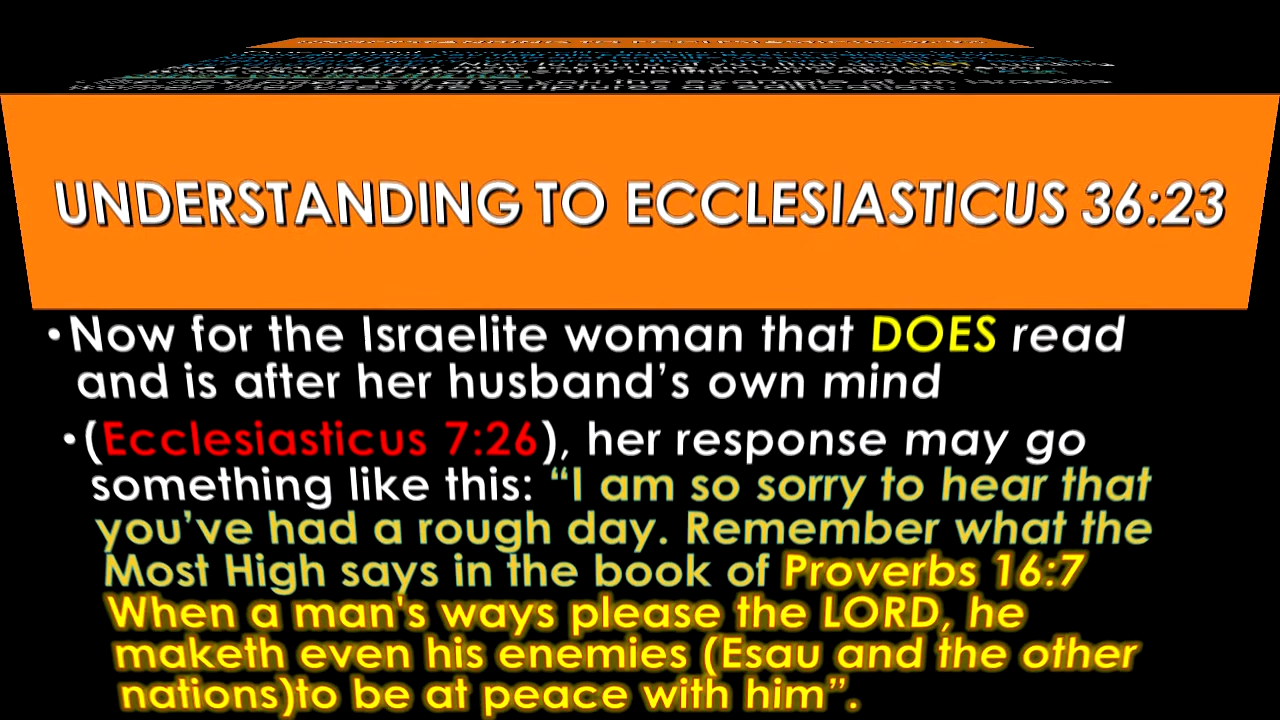 UNDERSTANDING TO ECCLESIASTICUS 36:23
•Now for the Israelite woman that DOES read
and is after her husband’s own mind
•(Ecclesiasticus 7:26), her response may go
something like this: “I am so sorry to hear that
you’ve had a rough day. Remember what the
Most High says in the book of Proverbs 16:7
When a man's ways please the LORD, he
maketh even his enemies (Esau and the other
nations)to be at peace with him”.